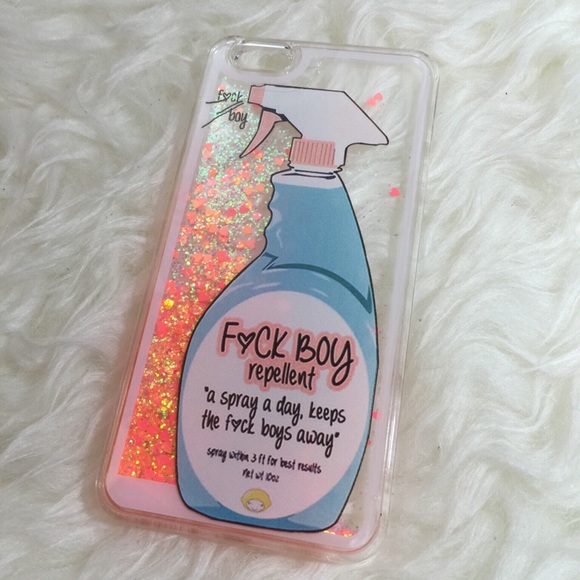 f♥ck
boy
F♥CK BOY
repellent
"a spray a day, keeps
the f♥ck boys away"
spray within 3 ft for best results
net wt 10oz